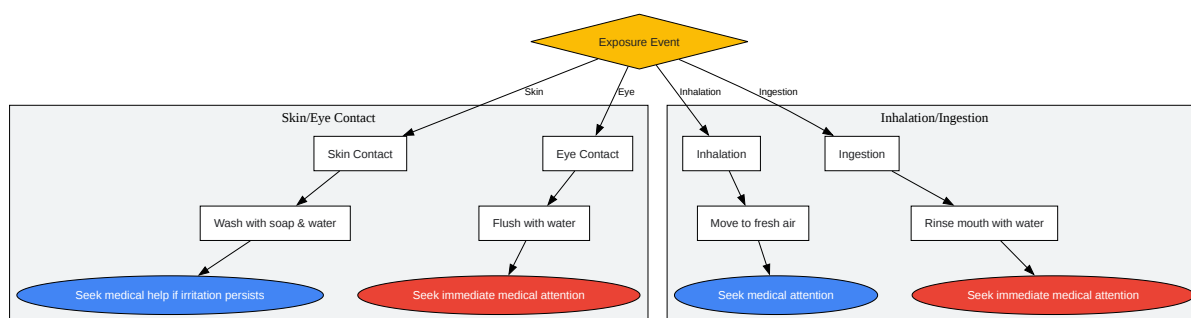 Exposure Event
Skin
Eye
Inhalation
Ingestion
Skin/Eye Contact
Inhalation/Ingestion
Skin Contact
Eye Contact
Inhalation
Ingestion
Wash with soap & water
Flush with water
Move to fresh air
Rinse mouth with water
Seek medical help if irritation persists
Seek immediate medical attention
Seek medical attention
Seek immediate medical attention